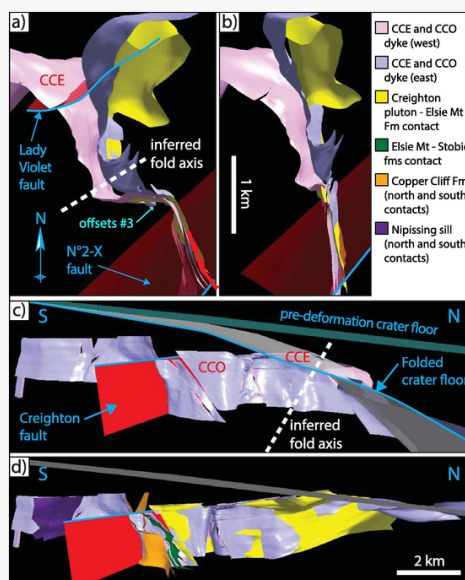 a)
CCE
Lady
Violet
fault
inferred
fold axis
offsets #3
N
N°2-X
fault
b)
1 km
CCE and CCO
dyke (west)
CCE and CCO
dyke (east)
Creighton
pluton - Elsie Mt
Fm contact
Elsie Mt - Stobie
fms contact
Copper Cliff Fm
(north and south
contacts)
Nipissing sill
(north and south
contacts)
c)
S
N
pre-deformation crater floor
CCO
CCE
Folded
crater floor
Creighton
fault
inferred
fold axis
d)
S
N
2 km